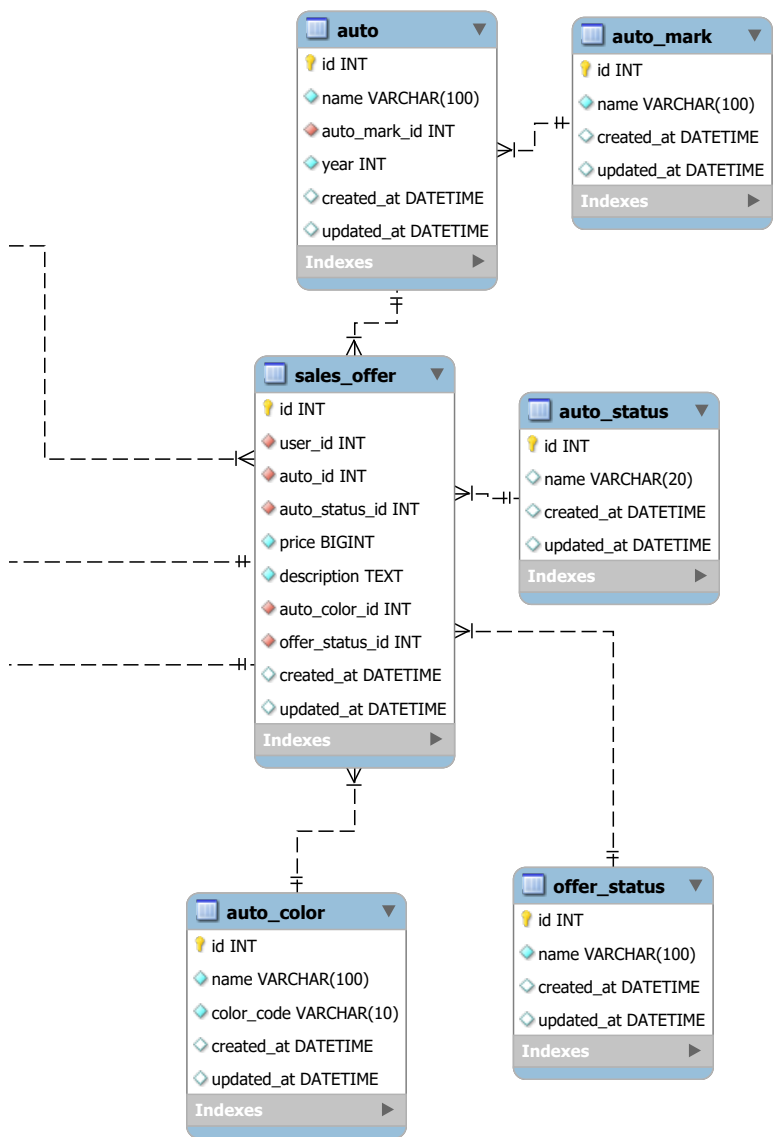 auto
id INT
name VARCHAR(100)
auto_mark_id INT
year INT
created_at DATETIME
updated_at DATETIME
Indexes
auto_mark
id INT
name VARCHAR(100)
created_at DATETIME
updated_at DATETIME
Indexes
sales_offer
id INT
user_id INT
auto_id INT
auto_status_id INT
price BIGINT
description TEXT
auto_color_id INT
offer_status_id INT
created_at DATETIME
updated_at DATETIME
Indexes
auto_status
id INT
name VARCHAR(20)
created_at DATETIME
updated_at DATETIME
Indexes
auto_color
id INT
name VARCHAR(100)
color_code VARCHAR(10)
created_at DATETIME
updated_at DATETIME
Indexes
offer_status
id INT
name VARCHAR(100)
created_at DATETIME
updated_at DATETIME
Indexes